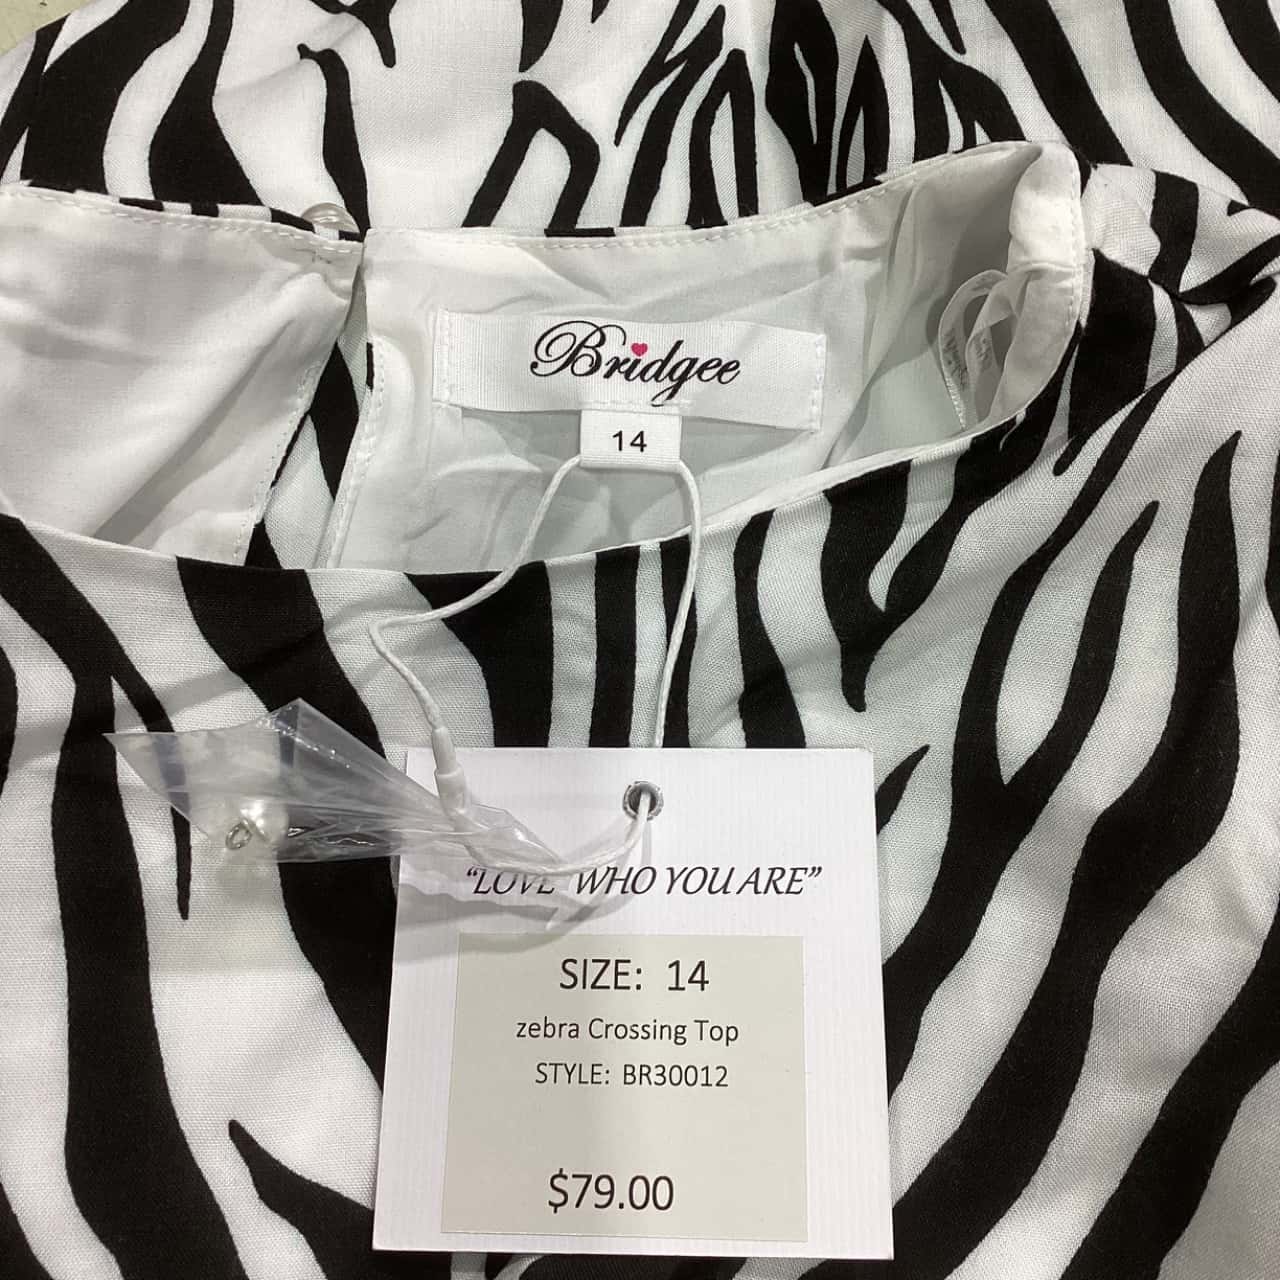 Bridgee
14
“LOVE WHO YOU ARE”
SIZE: 14
zebra Crossing Top
STYLE: BR30012
$79.00